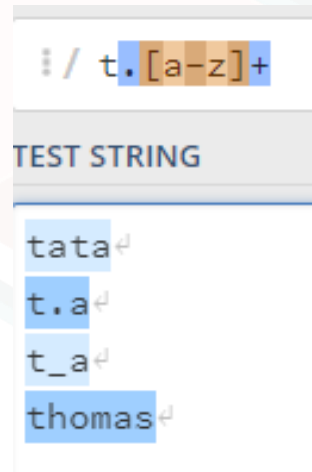 / t.[a-z]+
TEST STRING
tata
t.a
t_a
thomas